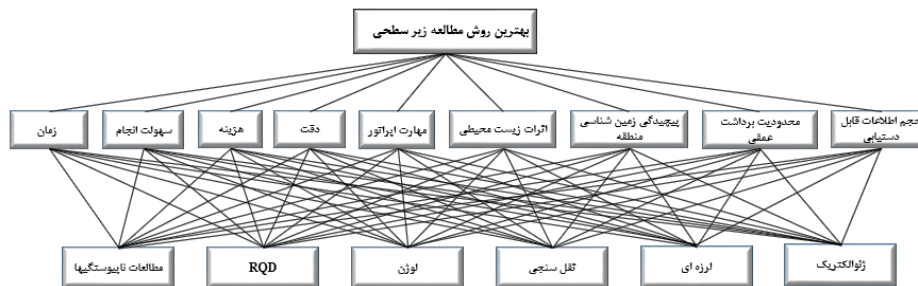 بهترین روش مطالعه زیر سطحی
حجم اطلاعات قابل
دستیابی
محدودیت برداشت
عمقی
پیچیدگی زمین شناسی
منطقه
اثرات زیست محیطی
مهارت اپراتور
دقت
هزینه
سهولت انجام
زمان
ژئوالکتریک
لرزه ای
ثقل سنجی
لوژن
RQD
مطالعات ناپیوستگیها